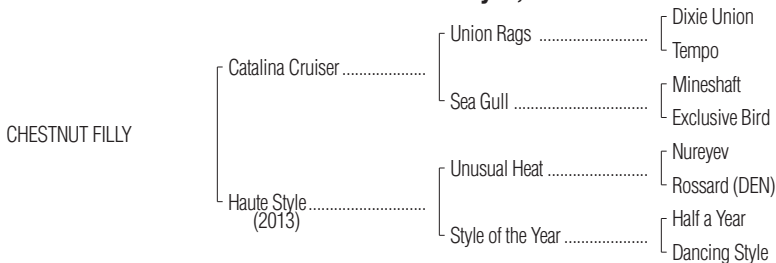 Dixie Union
Union Rags ....................
Tempo
Catalina Cruiser ....................
Mineshaft
Sea Gull ....................
Exclusive Bird
CHESTNUT FILLY
Nureyev
Unusual Heat ....................
Rossard (DEN)
Haute Style ....................
(2013)
Half a Year
Style of the Year ....................
Dancing Style